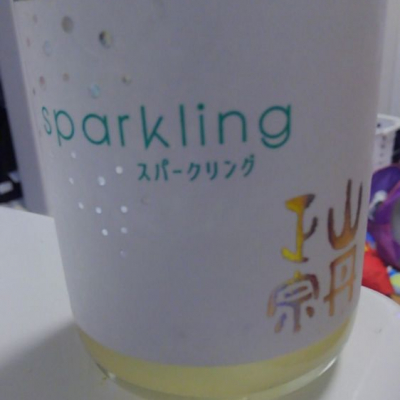 sparkling
スパークリング
山丹
正宗